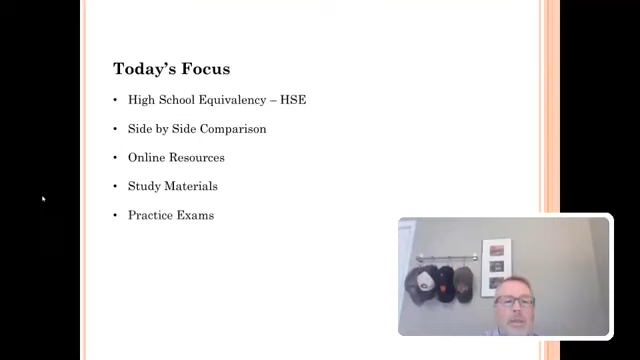 Today's Focus
• High School Equivalency – HSE
• Side by Side Comparison
• Online Resources
• Study Materials
• Practice Exams